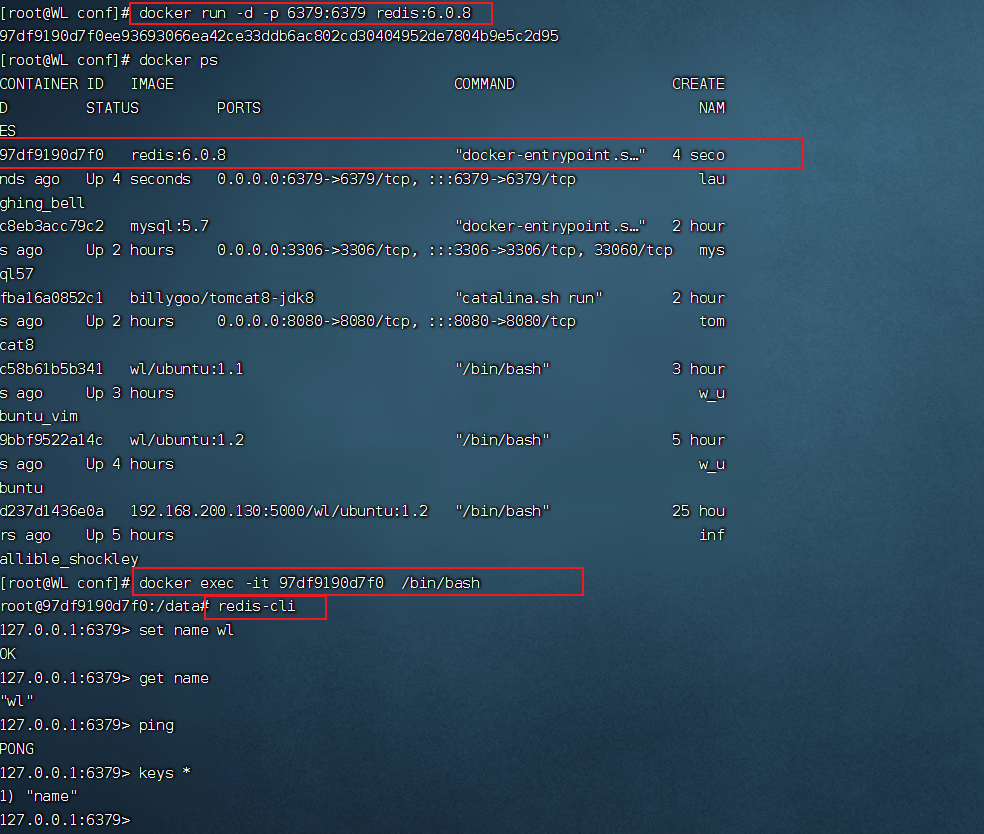 [root@WL conf]# docker run -d -p 6379:6379 redis:6.0.8
97df9190d7f0ee93693066ea42ce33ddb6ac802cd30404952de7804b9e5c2d95
[root@WL conf]# docker ps
CONTAINER ID   IMAGE                                COMMAND                  CREATE
D         STATUS         PORTS                                                  NAM
ES
97df9190d7f0   redis:6.0.8                          "docker-entrypoint.s…"   4 seco
nds ago   Up 4 seconds   0.0.0.0:6379->6379/tcp, :::6379->6379/tcp              lau
ghing_bell
c8eb3acc79c2   mysql:5.7                            "docker-entrypoint.s…"   2 hour
s ago     Up 2 hours     0.0.0.0:3306->3306/tcp, :::3306->3306/tcp, 33060/tcp   mys
ql57
fba16a0852c1   billygoo/tomcat8-jdk8                "catalina.sh run"        2 hour
s ago     Up 2 hours     0.0.0.0:8080->8080/tcp, :::8080->8080/tcp              tom
cat8
c58b61b5b341   wl/ubuntu:1.1                        "/bin/bash"              3 hour
s ago     Up 3 hours                                                            w_u
buntu_vim
9bbf9522a14c   wl/ubuntu:1.2                        "/bin/bash"              5 hour
s ago     Up 4 hours                                                            w_u
buntu
d237d1436e0a   192.168.200.130:5000/wl/ubuntu:1.2   "/bin/bash"              25 hou
rs ago    Up 5 hours                                                            inf
allible_shockley
[root@WL conf]# docker exec -it 97df9190d7f0  /bin/bash
root@97df9190d7f0:/data# redis-cli
127.0.0.1:6379> set name wl
OK
127.0.0.1:6379> get name
"wl"
127.0.0.1:6379> ping
PONG
127.0.0.1:6379> keys *
1) "name"
127.0.0.1:6379>